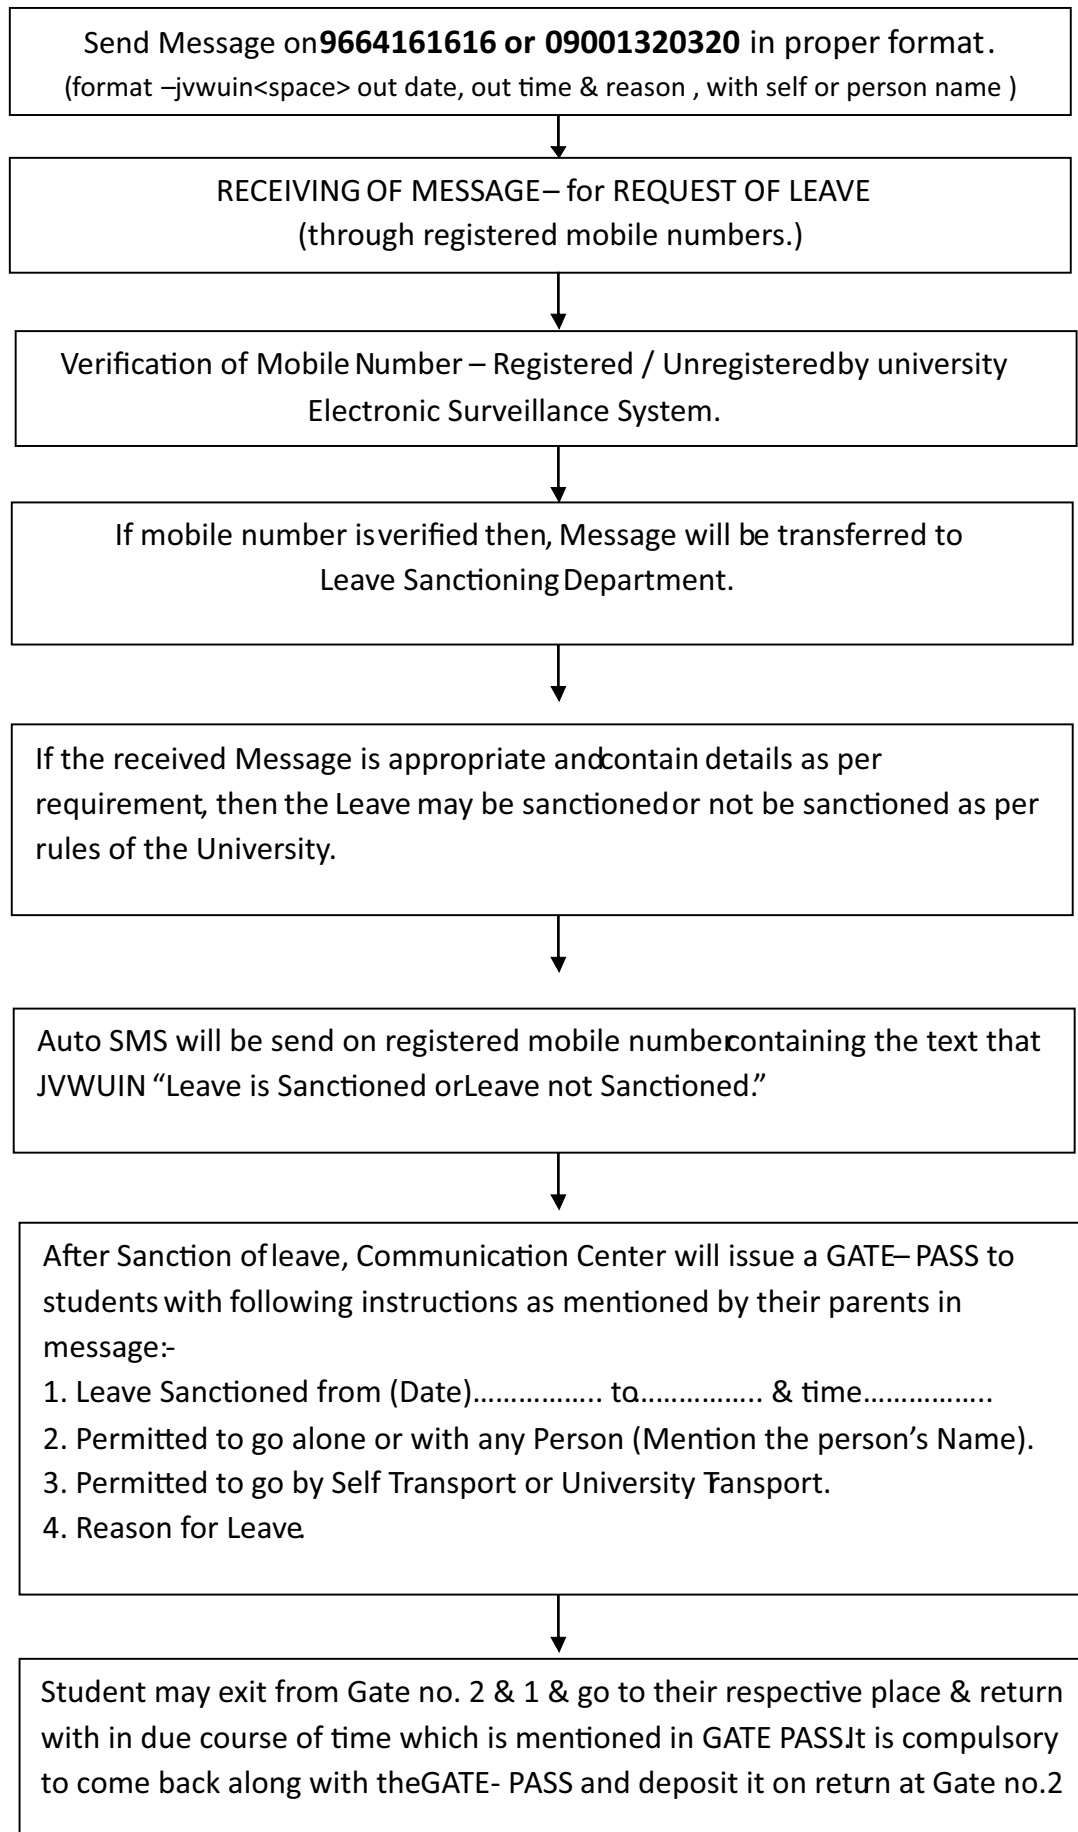 Send Message on 9664161616 or 09001320320 in proper format.
(format –jvwuin<space> out date, out time & reason , with self or person name )
RECEIVING OF MESSAGE – for REQUEST OF LEAVE
(through registered mobile numbers.)
Verification of Mobile Number – Registered / Unregistered by university
Electronic Surveillance System.
If mobile number is verified then, Message will be transferred to
Leave Sanctioning Department.
If the received Message is appropriate and contain details as per
requirement, then the Leave may be sanctioned or not be sanctioned as per
rules of the University.
Auto SMS will be send on registered mobile number containing the text that
JVWUIN “Leave is Sanctioned or Leave not Sanctioned.”
After Sanction of leave, Communication Center will issue a GATE– PASS to
students with following instructions as mentioned by their parents in
message:-
1. Leave Sanctioned from (Date)................ to................ & time................
2. Permitted to go alone or with any Person (Mention the person’s Name).
3. Permitted to go by Self Transport or University Tansport.
4. Reason for Leave.
Student may exit from Gate no. 2 & 1 & go to their respective place & return
with in due course of time which is mentioned in GATE PASS.It is compulsory
to come back along with the GATE- PASS and deposit it on return at Gate no.2